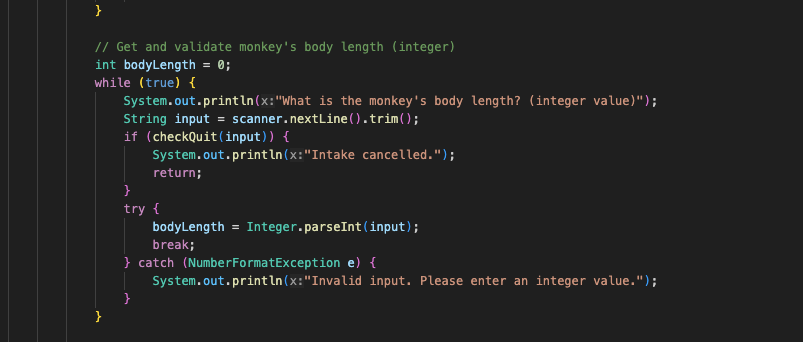 }
// Get and validate monkey's body length (integer)
int bodyLength = 0;
while (true) {
System.out.println(x:"What is the monkey's body length? (integer value)");
String input = scanner.nextLine().trim();
if (checkQuit(input)) {
System.out.println(x:"Intake cancelled.");
return;
}
try {
bodyLength = Integer.parseInt(input);
break;
} catch (NumberFormatException e) {
System.out.println(x:"Invalid input. Please enter an integer value.");
}
}